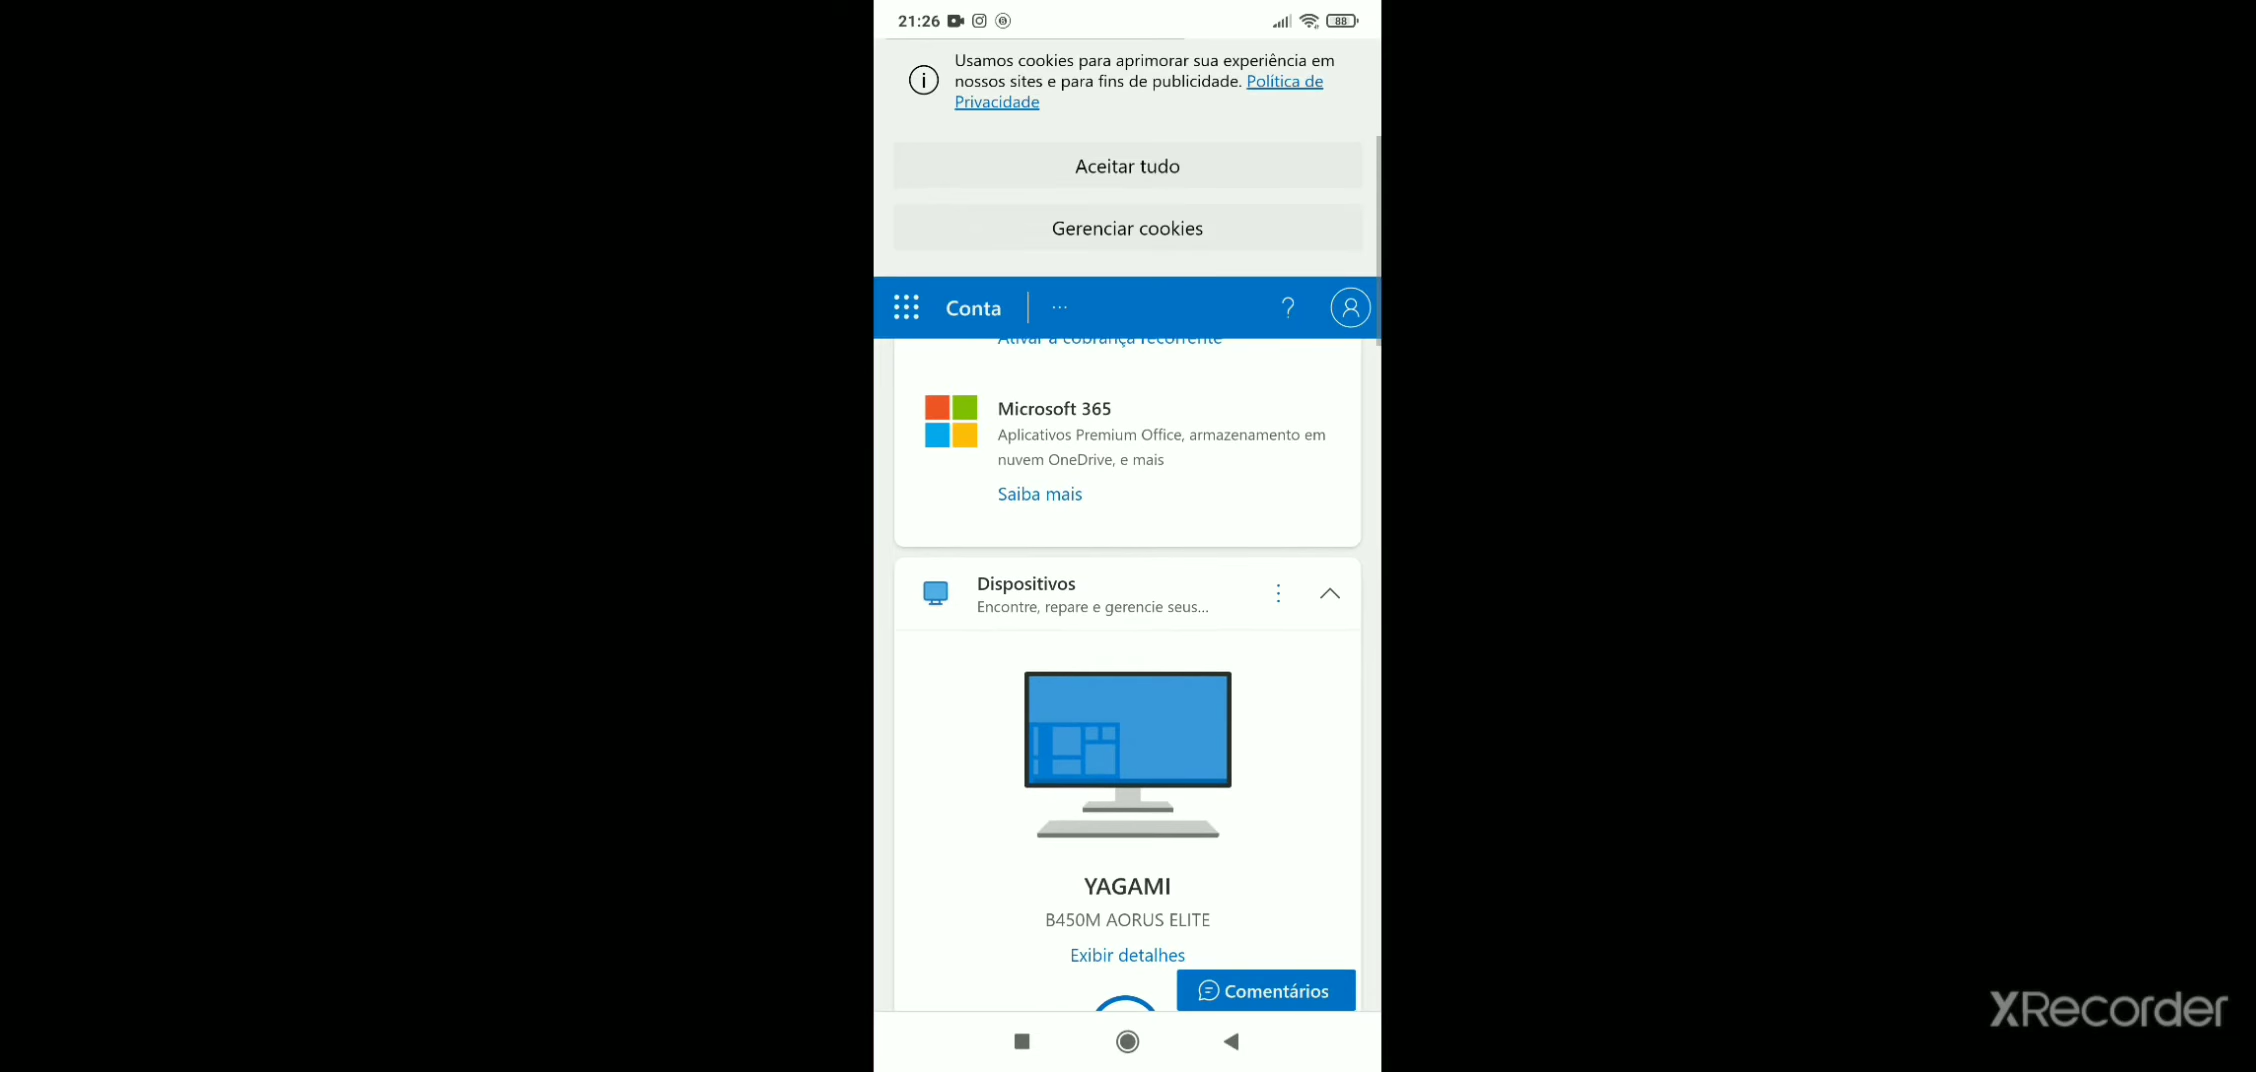 21:26
88
Usamos cookies para aprimorar sua experiência em
nossos sites e para fins de publicidade. Política de
Privacidade
Aceitar tudo
Gerenciar cookies
Conta
Ativar a cobrança recorrente
Microsoft 365
Aplicativos Premium Office, armazenamento em
nuvem OneDrive, e mais
Saiba mais
Dispositivos
Encontre, repare e gerencie seus...
YAGAMI
B450M AORUS ELITE
Exibir detalhes
Comentários
XRecorder